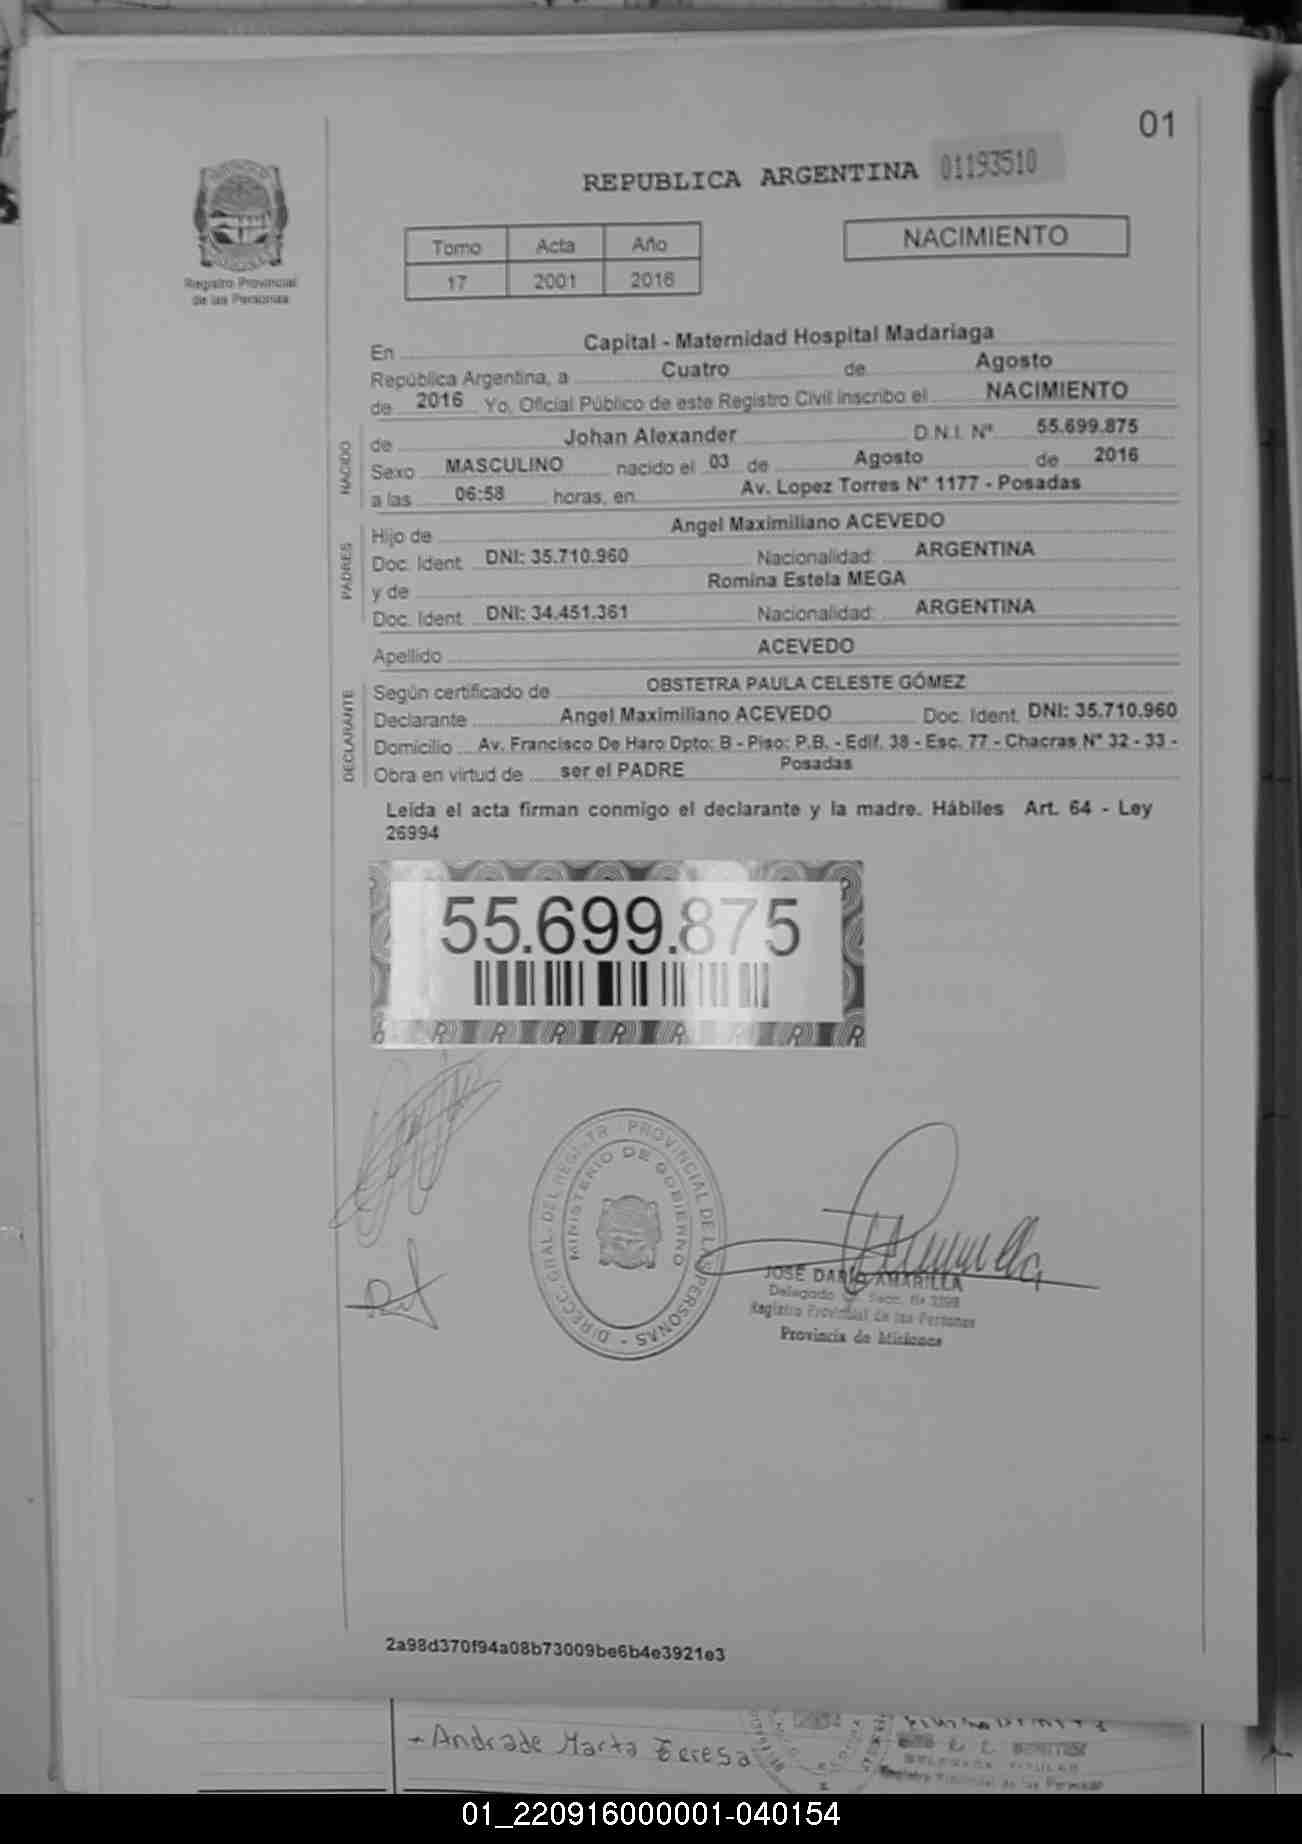 01
REPUBLICA ARGENTINA 01193510
Registro Provincial
de las Personas
Tomo Acta Año
17 2001 2016
NACIMIENTO
En Capital - Maternidad Hospital Madariaga
República Argentina, a Cuatro de Agosto
de 2016 Yo, Oficial Público de este Registro Civil inscribo el NACIMIENTO
NACIDO
de Johan Alexander D.N.I. N° 55.699.875
Sexo MASCULINO nacido el 03 de Agosto de 2016
a las 06:58 horas, en Av. Lopez Torres N° 1177 - Posadas
PADRES
Hijo de Angel Maximiliano ACEVEDO
Doc. Ident. DNI: 35.710.960 Nacionalidad: ARGENTINA
y de Romina Estela MEGA
Doc. Ident. DNI: 34.451.361 Nacionalidad: ARGENTINA
Apellido ACEVEDO
DECLARANTE
Según certificado de OBSTETRA PAULA CELESTE GÓMEZ
Declarante Angel Maximiliano ACEVEDO Doc. Ident. DNI: 35.710.960
Domicilio Av. Francisco De Haro Dpto: B - Piso: P.B. - Edif. 38 - Esc. 77 - Chacras N° 32 - 33 -
Posadas
Obra en virtud de ser el PADRE
Leída el acta firman conmigo el declarante y la madre. Hábiles Art. 64 - Ley
26994
55.699.875
DIRECC. GRAL. DEL REGISTR. PROVINCIAL DE LAS PERSONAS -
MINISTERIO DE GOBIERNO
JOSE DARIO AMARILLA
Delegado Secc.
Registro Provincial de las Personas
Provincia de Misiones
2a98d370f94a08b73009be6b4e3921e3
Andrade Marta Teresa
Registro Provincial de las Personas
01_220916000001-040154